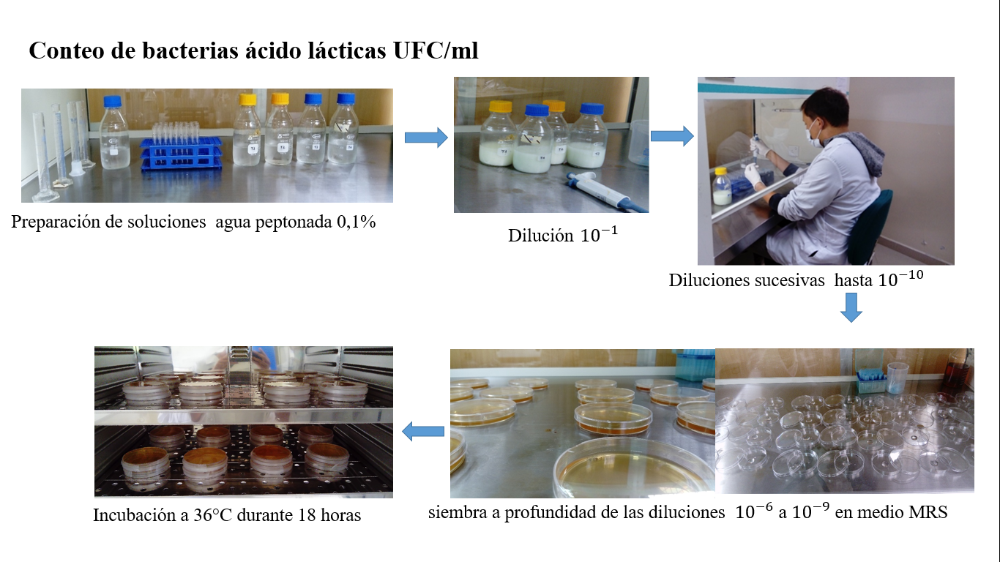 Conteo de bacterias ácido lácticas UFC/ml
Preparación de soluciones agua peptonada 0,1%
Dilución 10⁻¹
Diluciones sucesivas hasta 10⁻¹⁰
siembra a profundidad de las diluciones 10⁻⁶ a 10⁻⁹ en medio MRS
Incubación a 36°C durante 18 horas